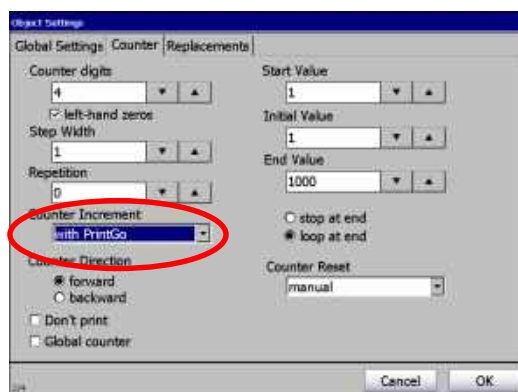 Object Settings
Global Settings Counter Replacements
Counter digits
4
left-hand zeros
Step Width
1
Repetition
0
Counter Increment
with PrintGo
Counter Direction
forward
backward
Don't print
Global counter
Start Value
1
Initial Value
1
End Value
1000
stop at end
loop at end
Counter Reset
manual
Cancel OK